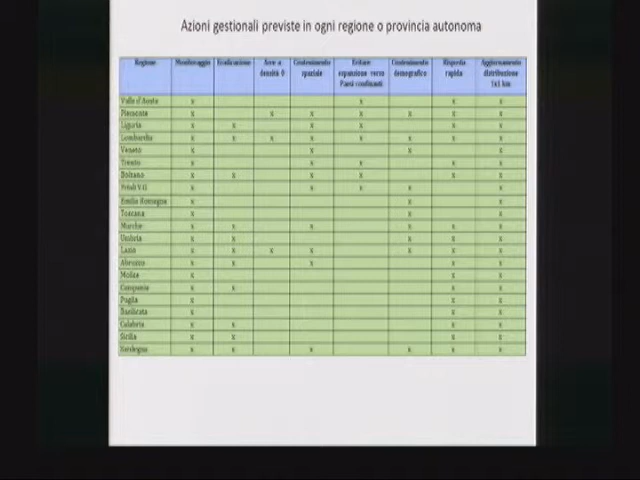 Azioni gestionali previste in ogni regione o provincia autonoma
Regione Monitoraggio Eradicazione Aree a densità 0 Contenimento spaziale Evitare espansione verso Paesi confinanti Contenimento demografico Risposta rapida Aggiornamento distribuzione 1x1 km
Valle d'Aosta x x x x
Piemonte x x x x x x x
Liguria x x x x x x
Lombardia x x x x x x x x
Veneto x x x x
Trento x x x x x
Bolzano x x x x x x
Friuli V.G. x x x x x
Emilia Romagna x x x
Toscana x x x
Marche x x x x x x
Umbria x x x x x
Lazio x x x x x x x
Abruzzo x x x x x
Molise x x x
Campania x x x x
Puglia x x x
Basilicata x x x
Calabria x x x x
Sicilia x x x x
Sardegna x x x x x x